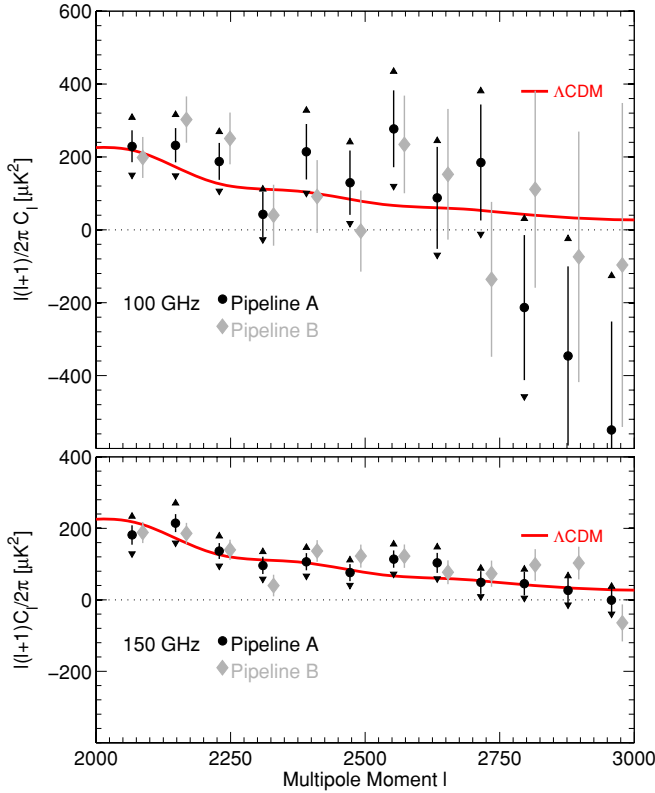 600
400
200
0
−200
−400
l(l+1)/2π C_l [μK²]
ΛCDM
100 GHz
Pipeline A
Pipeline B
400
200
0
−200
l(l+1)C_l/2π [μK²]
ΛCDM
150 GHz
Pipeline A
Pipeline B
2000 2250 2500 2750 3000
Multipole Moment l